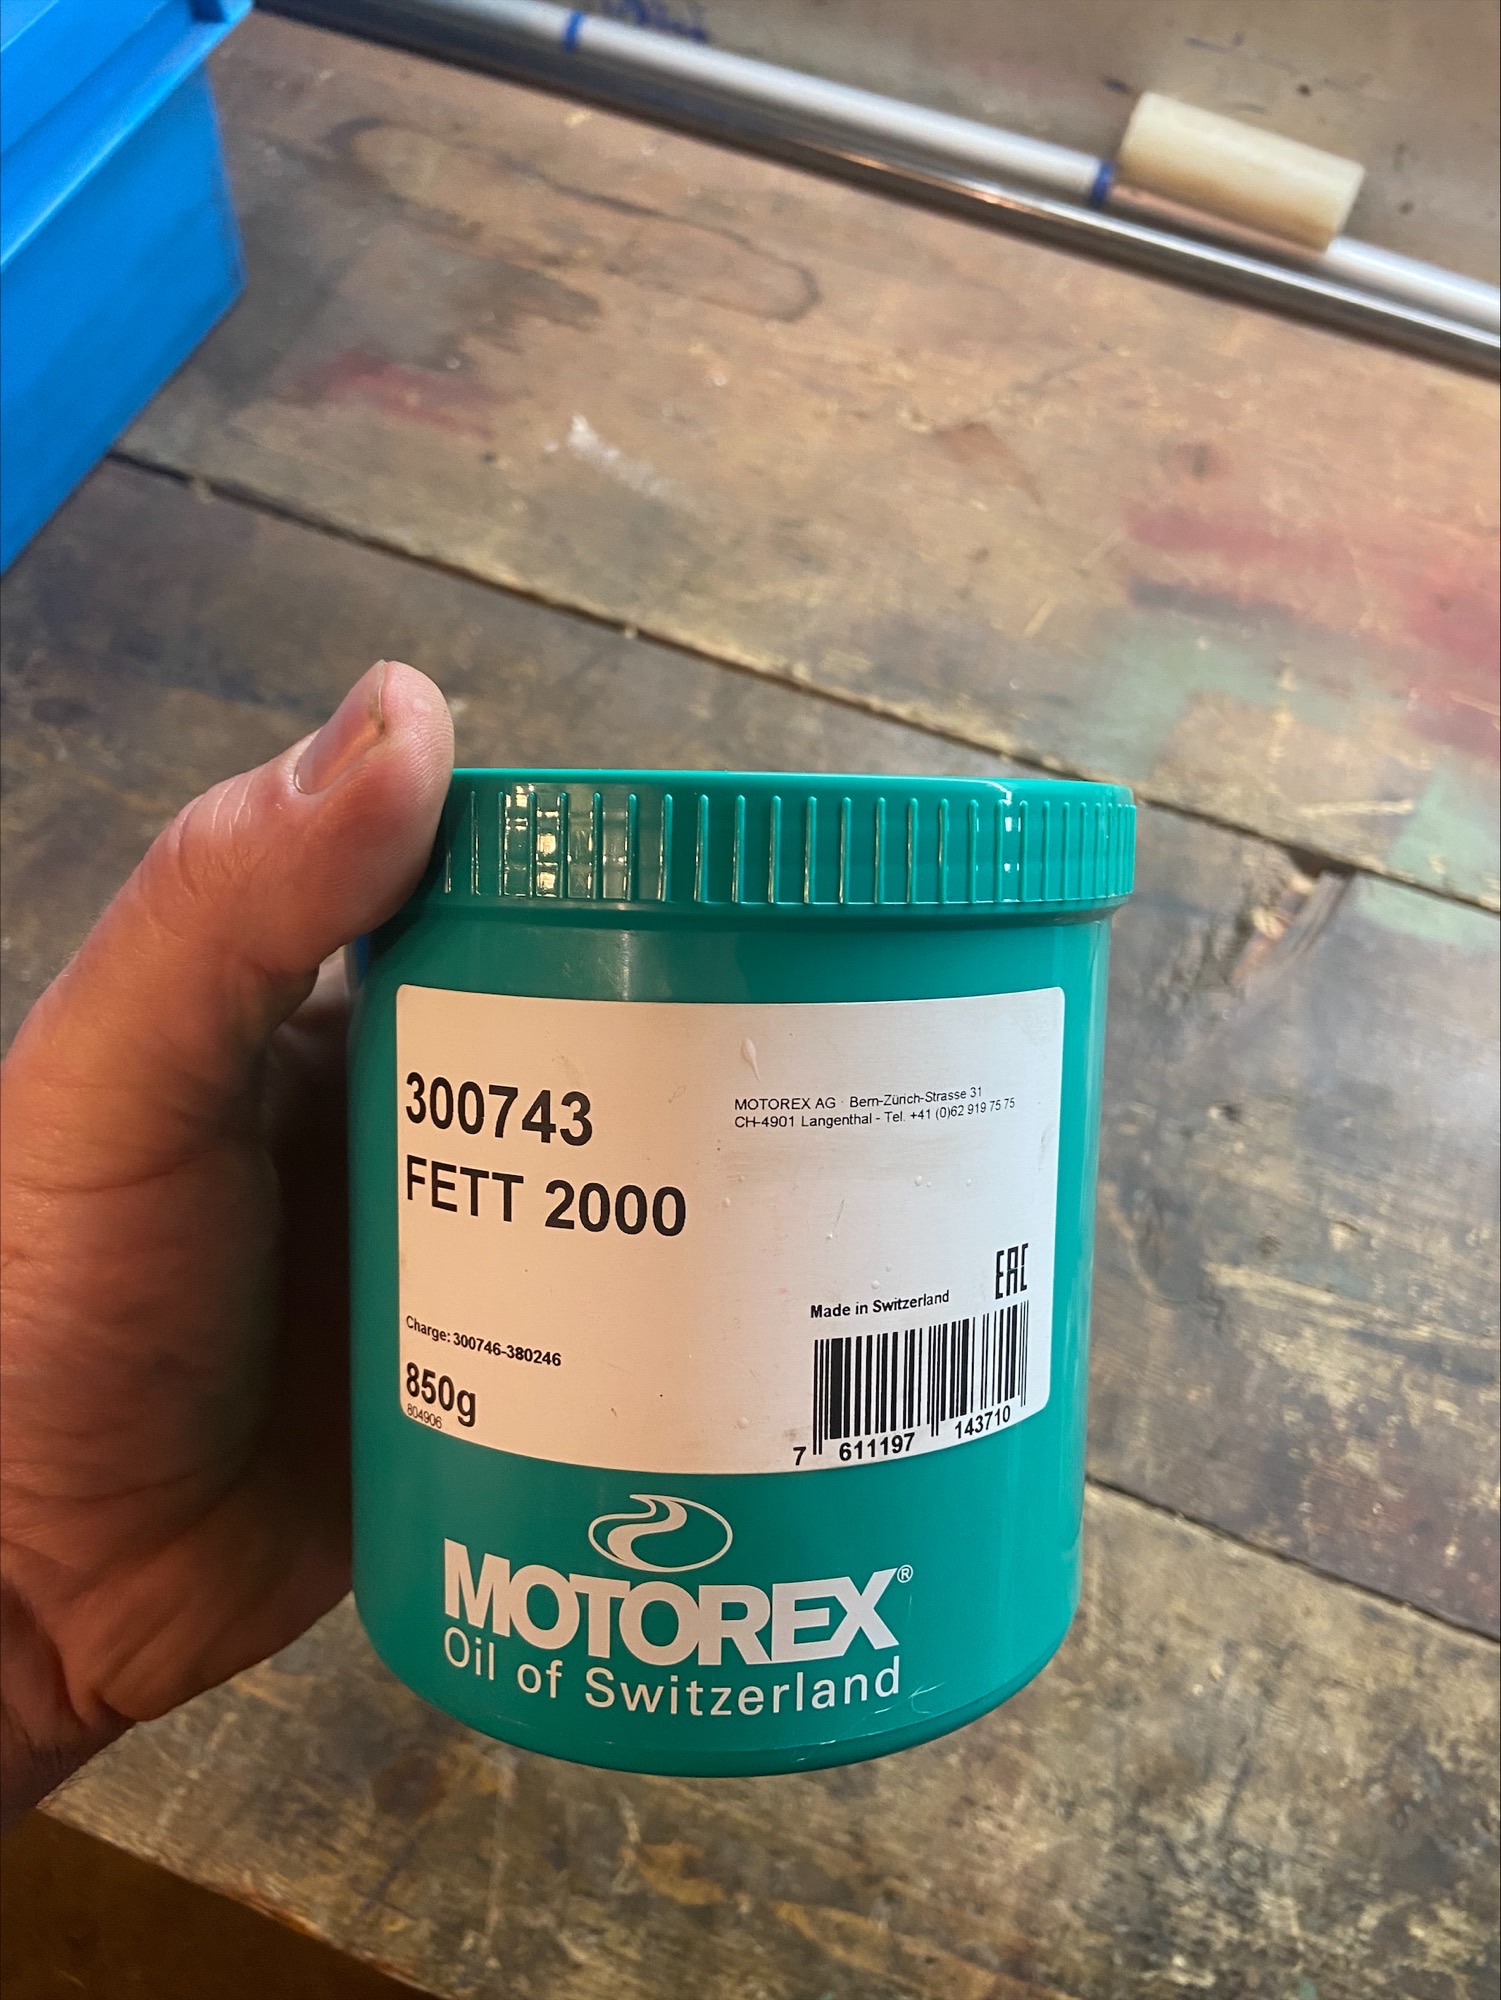 300743
FETT 2000
MOTOREX AG · Bern-Zürich-Strasse 31
CH-4901 Langenthal - Tel. +41 (0)62 919 75 75
EAC
Made in Switzerland
Charge: 300746-380246
850g
804906
7 611197 143710
MOTOREX®
Oil of Switzerland